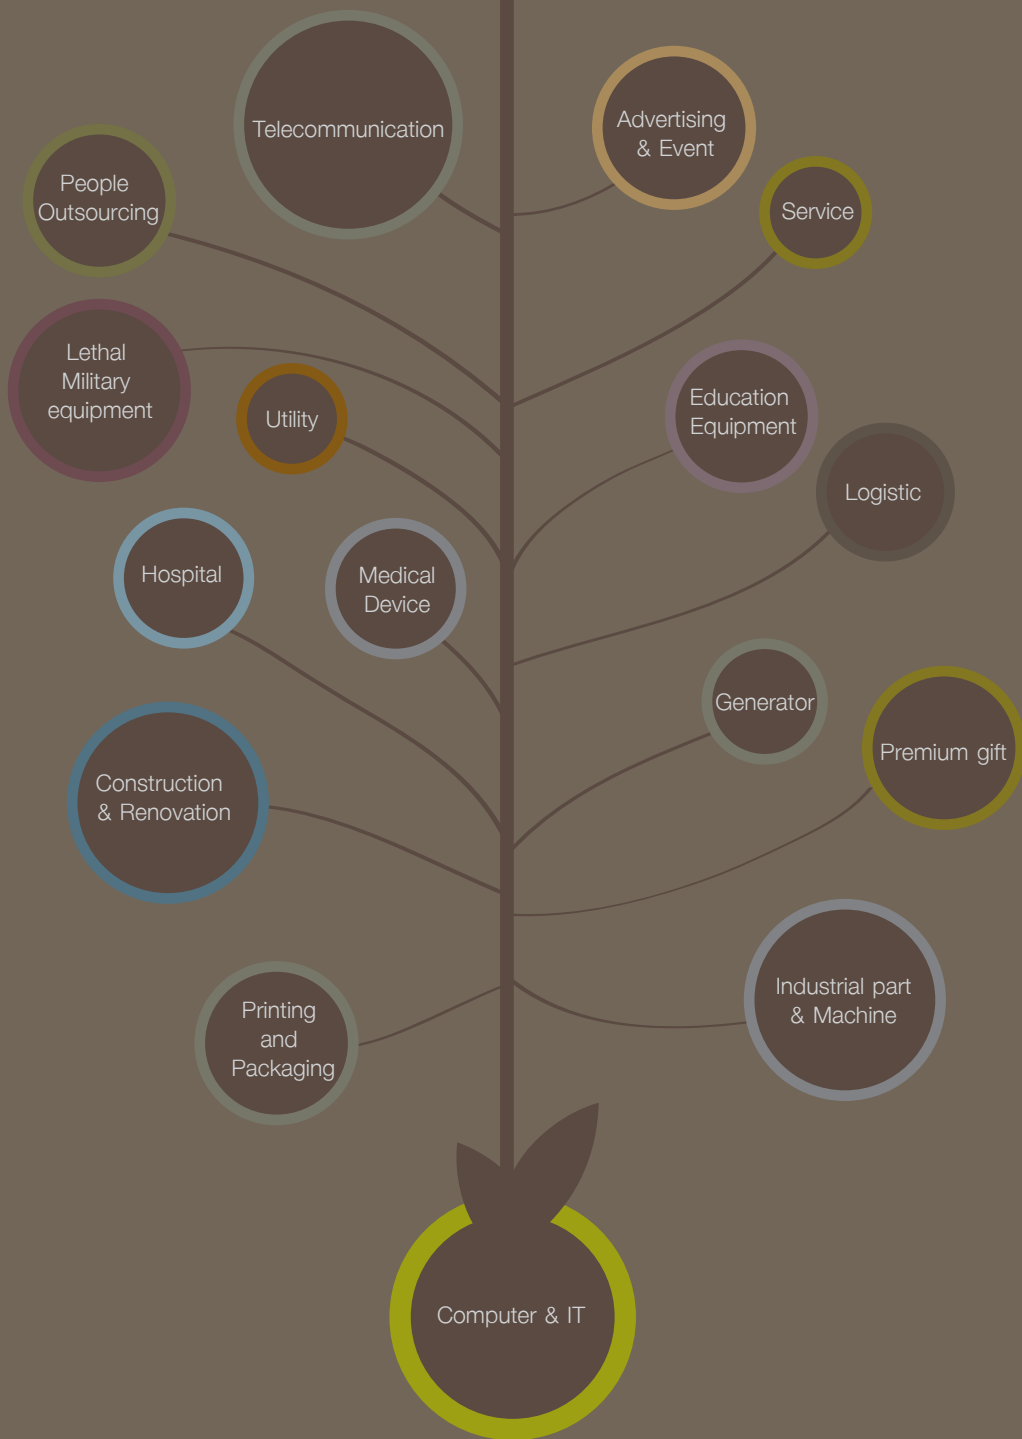 Telecommunication
Advertising
& Event
People
Outsourcing
Service
Lethal
Military
equipment
Utility
Education
Equipment
Logistic
Hospital
Medical
Device
Generator
Premium gift
Construction
& Renovation
Industrial part
& Machine
Printing
and
Packaging
Computer & IT